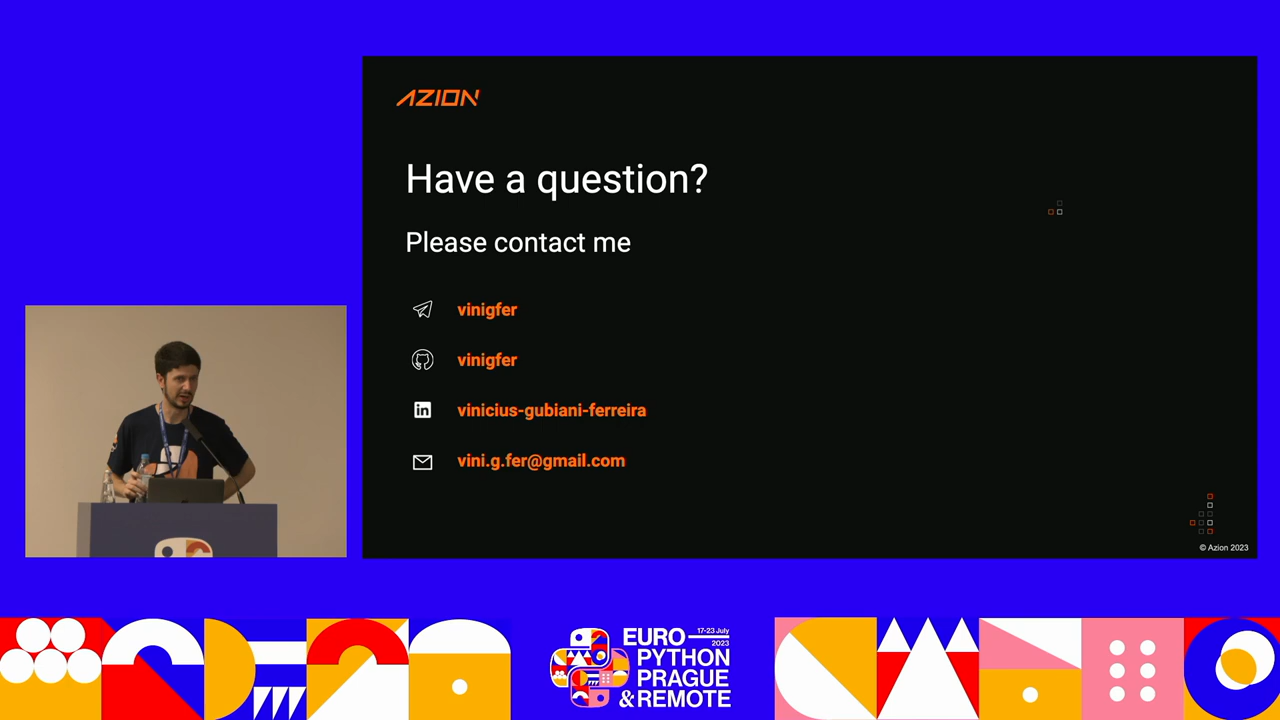 AZION
Have a question?
Please contact me
vinigfer
vinigfer
in
vinicius-gubiani-ferreira
vini.g.fer@gmail.com
© Azion 2023
17-23 July
2023
EURO
PYTHON
PRAGUE
& REMOTE